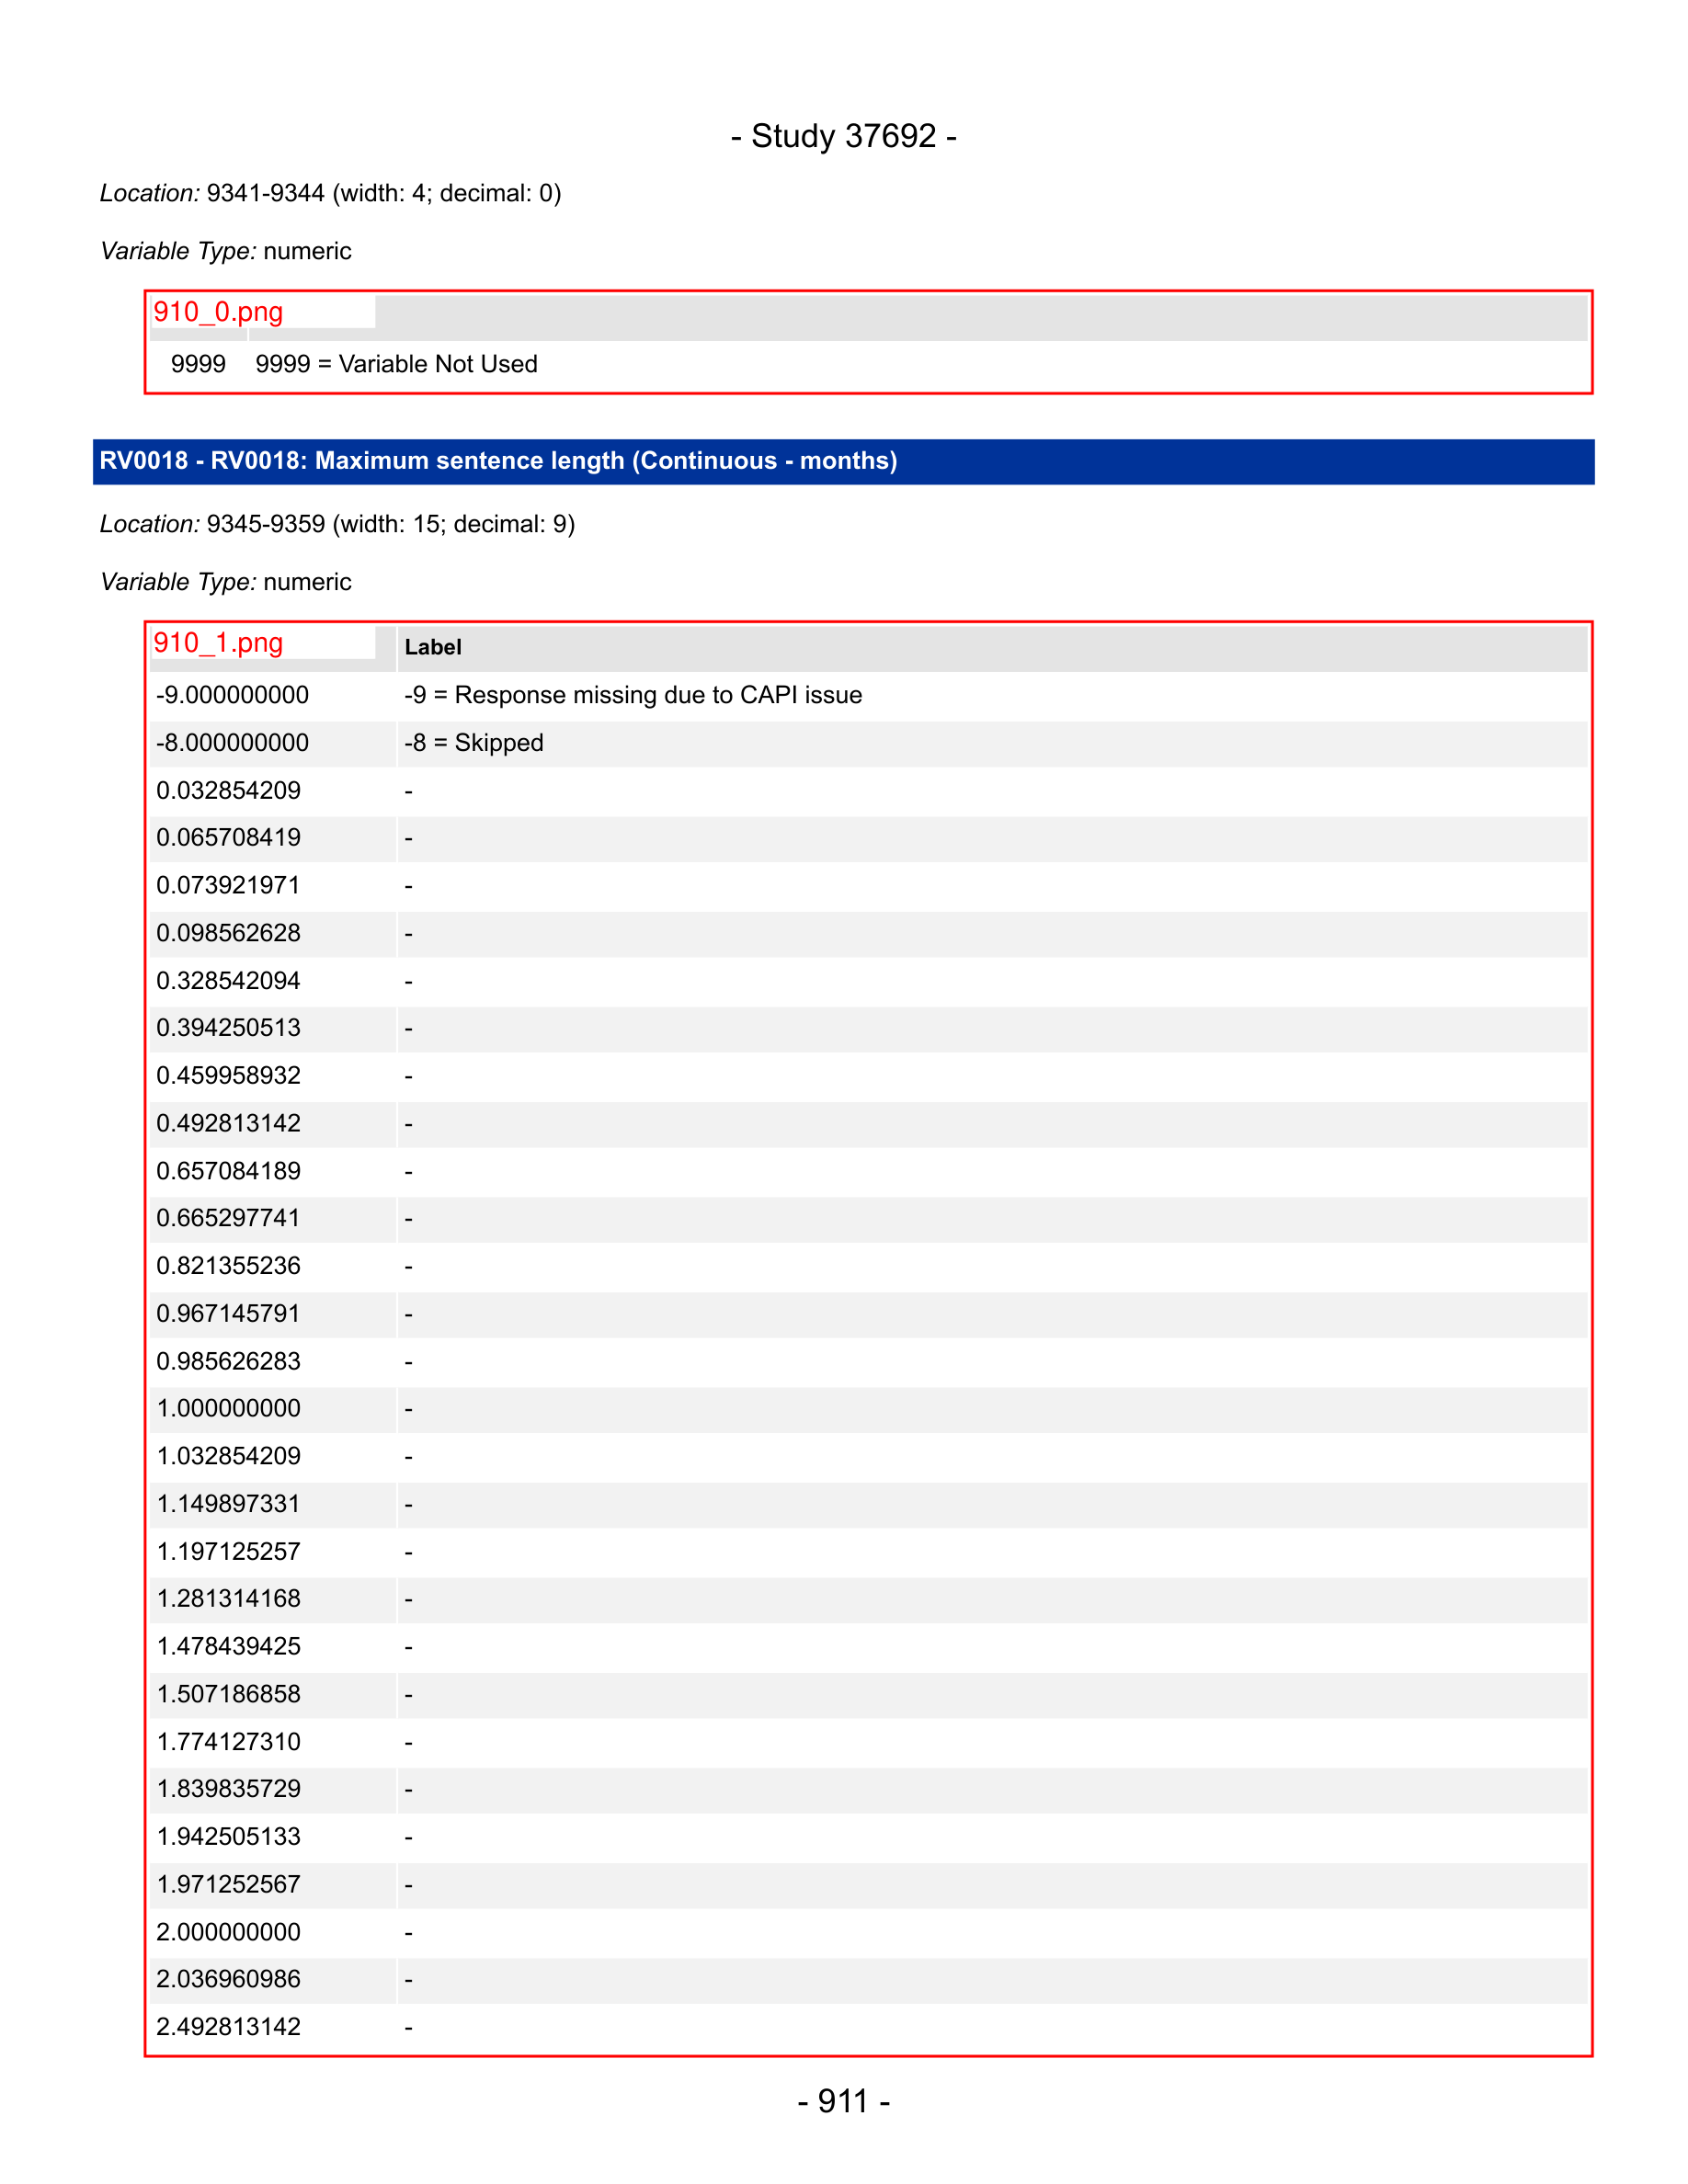 - Study 37692 -
Location: 9341-9344 (width: 4; decimal: 0)
Variable Type: numeric
910_0.png
9999 9999 = Variable Not Used
RV0018 - RV0018: Maximum sentence length (Continuous - months)
Location: 9345-9359 (width: 15; decimal: 9)
Variable Type: numeric
910_1.png Label
-9.000000000 -9 = Response missing due to CAPI issue
-8.000000000 -8 = Skipped
0.032854209 -
0.065708419 -
0.073921971 -
0.098562628 -
0.328542094 -
0.394250513 -
0.459958932 -
0.492813142 -
0.657084189 -
0.665297741 -
0.821355236 -
0.967145791 -
0.985626283 -
1.000000000 -
1.032854209 -
1.149897331 -
1.197125257 -
1.281314168 -
1.478439425 -
1.507186858 -
1.774127310 -
1.839835729 -
1.942505133 -
1.971252567 -
2.000000000 -
2.036960986 -
2.492813142 -
- 911 -